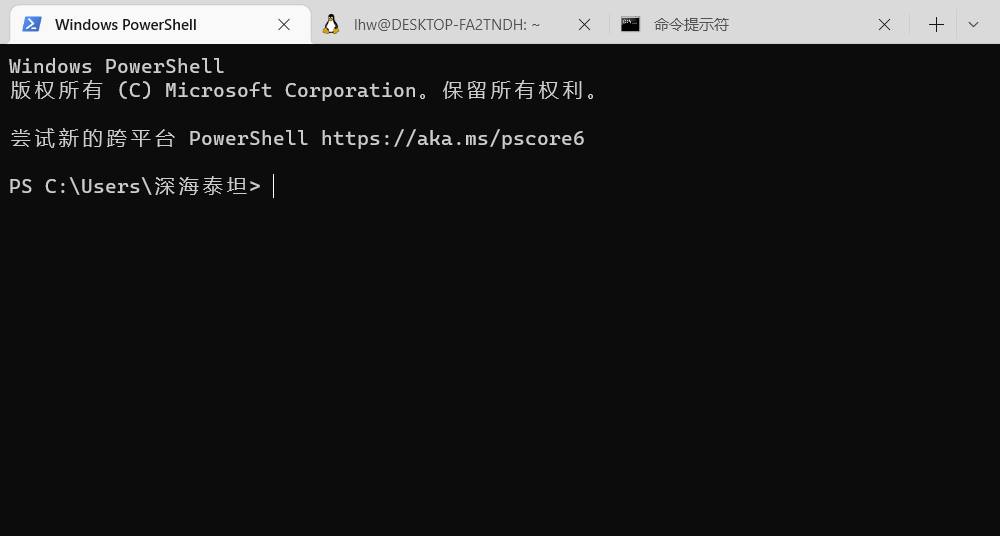 Windows PowerShell
lhw@DESKTOP-FA2TNDH: ~
命令提示符
Windows PowerShell
版权所有 (C) Microsoft Corporation。保留所有权利。
尝试新的跨平台 PowerShell https://aka.ms/pscore6
PS C:\Users\深海泰坦>